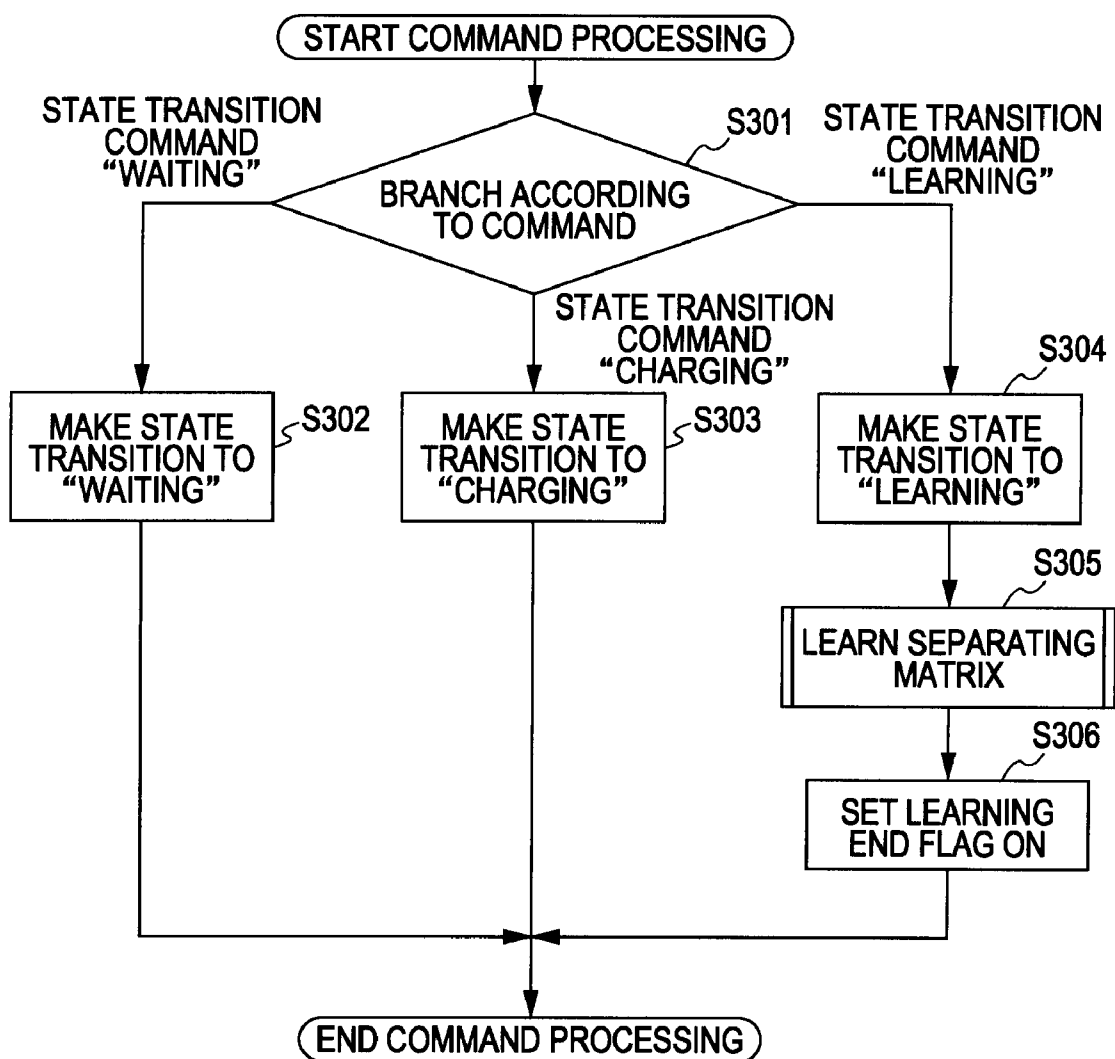 START COMMAND PROCESSING
STATE TRANSITION
COMMAND
“WAITING”
S301
STATE TRANSITION
COMMAND
“LEARNING”
BRANCH ACCORDING
TO COMMAND
STATE TRANSITION
COMMAND
“CHARGING”
S302
MAKE STATE
TRANSITION TO
“WAITING”
S303
MAKE STATE
TRANSITION TO
“CHARGING”
S304
MAKE STATE
TRANSITION TO
“LEARNING”
S305
LEARN SEPARATING
MATRIX
S306
SET LEARNING
END FLAG ON
END COMMAND PROCESSING